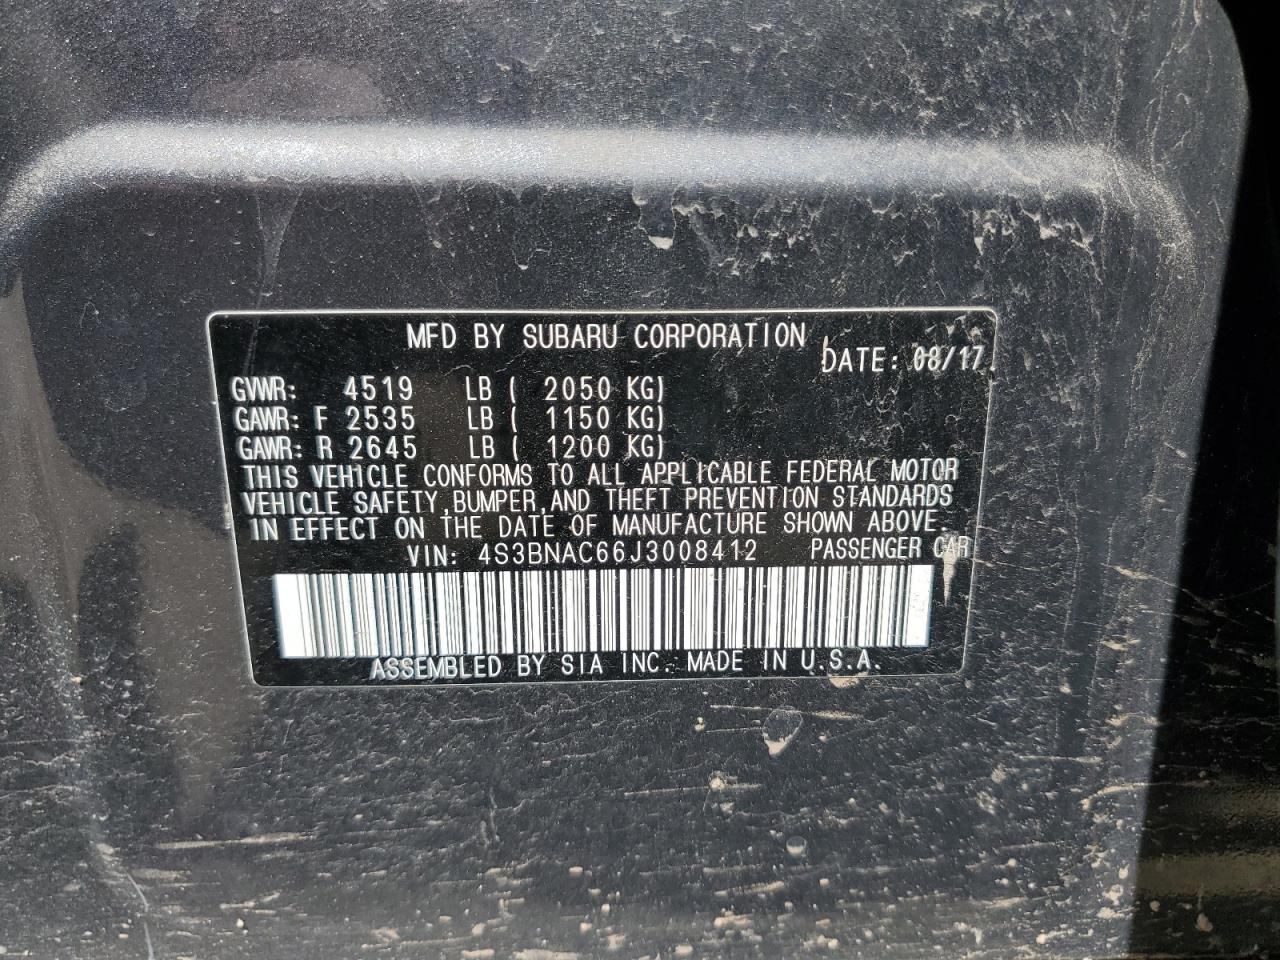 MFD BY SUBARU CORPORATION
DATE: 08/17
GVWR: 4519 LB ( 2050 KG)
GAWR: F 2535 LB ( 1150 KG)
GAWR: R 2645 LB ( 1200 KG)
THIS VEHICLE CONFORMS TO ALL APPLICABLE FEDERAL MOTOR
VEHICLE SAFETY, BUMPER, AND THEFT PREVENTION STANDARDS
IN EFFECT ON THE DATE OF MANUFACTURE SHOWN ABOVE.
VIN: 4S3BNAC66J3008412 PASSENGER CAR
ASSEMBLED BY SIA INC. MADE IN U.S.A.